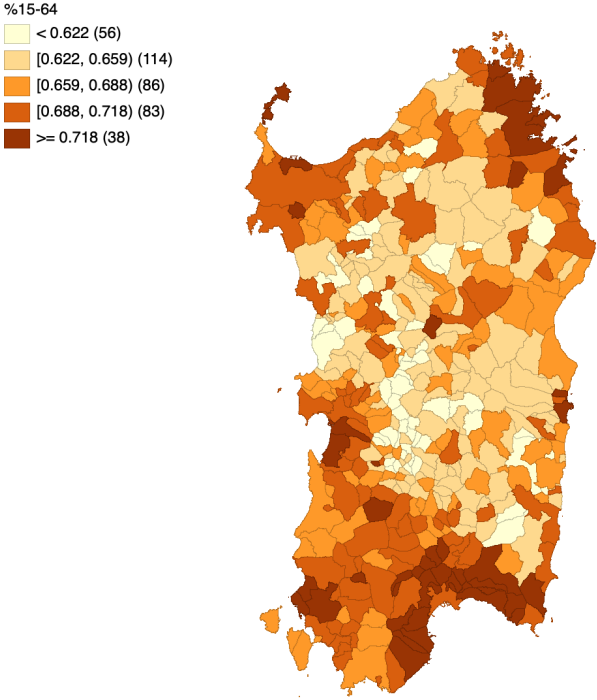 %15-64
< 0.622 (56)
[0.622, 0.659) (114)
[0.659, 0.688) (86)
[0.688, 0.718) (83)
>= 0.718 (38)